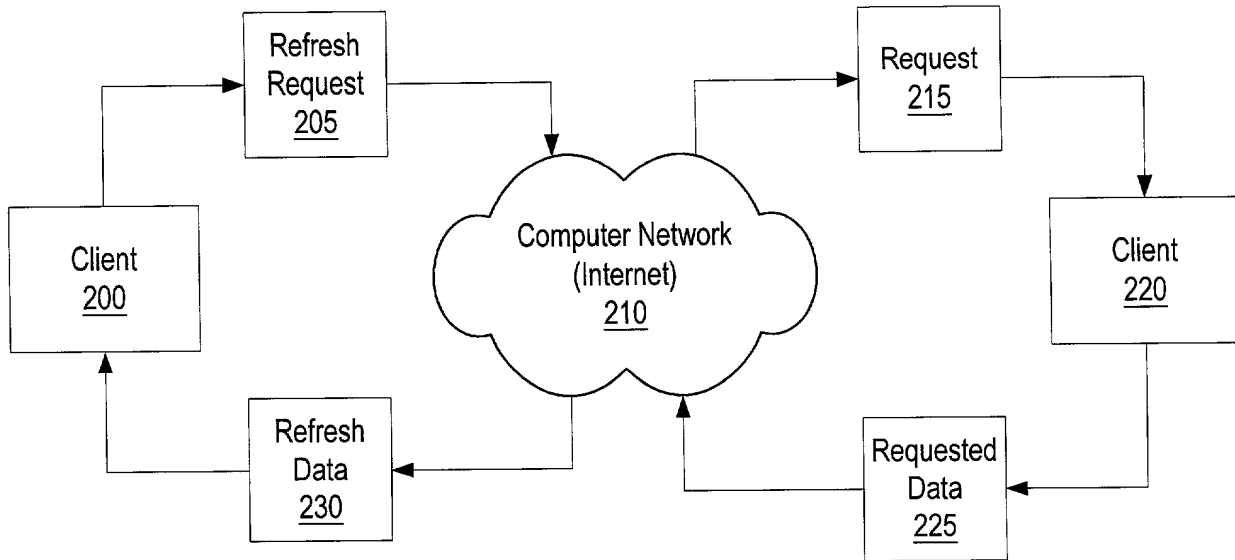 Refresh
Request
205
Request
215
Client
200
Computer Network
(Internet)
210
Client
220
Refresh
Data
230
Requested
Data
225